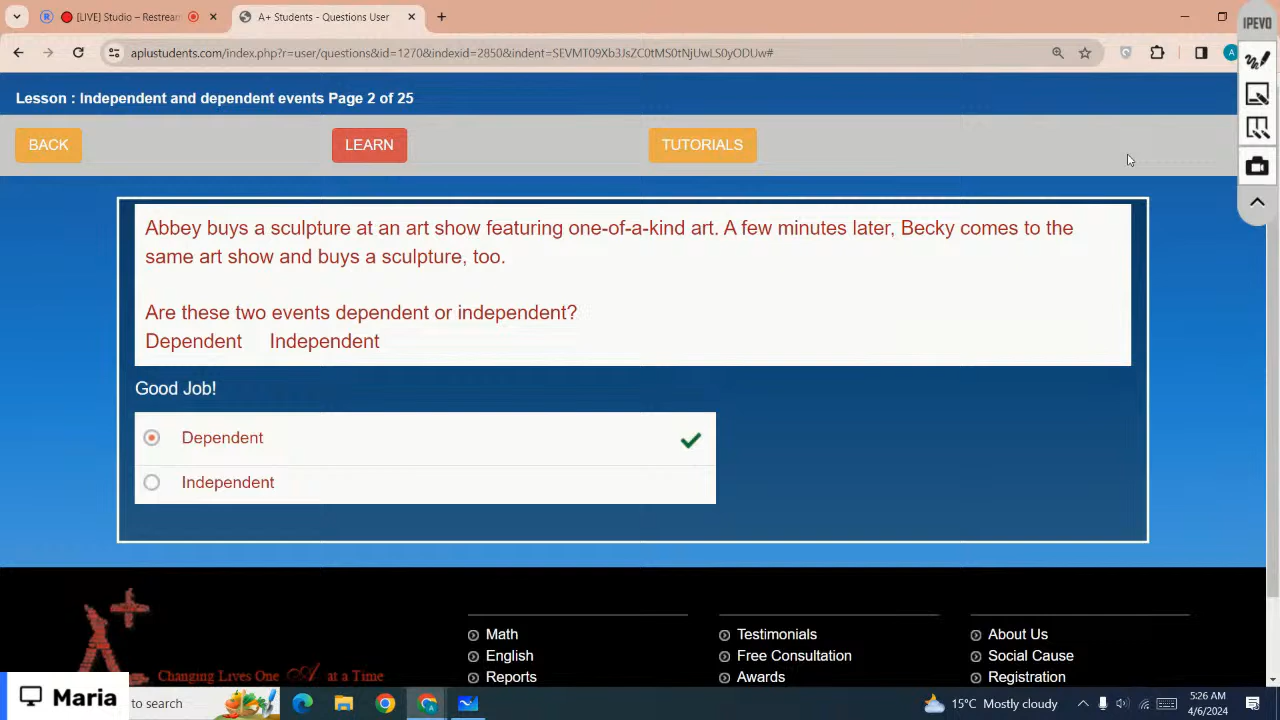 [LIVE] Studio – Restream
A+ Students - Questions User
IPEVO
aplustudents.com/index.php?r=user/questions&id=1270&indexid=2850&indent=SEVMT09Xb3JsZC0tMS0tNjUwLS0yODUw#
Lesson : Independent and dependent events Page 2 of 25
BACK
LEARN
TUTORIALS
Abbey buys a sculpture at an art show featuring one-of-a-kind art. A few minutes later, Becky comes to the
same art show and buys a sculpture, too.
Are these two events dependent or independent?
Dependent Independent
Good Job!
Dependent
Independent
Math
Testimonials
About Us
English
Free Consultation
Social Cause
Changing Lives One A at a Time
Reports
Awards
Registration
Maria
to search
15°C Mostly cloudy
5:26 AM
4/6/2024